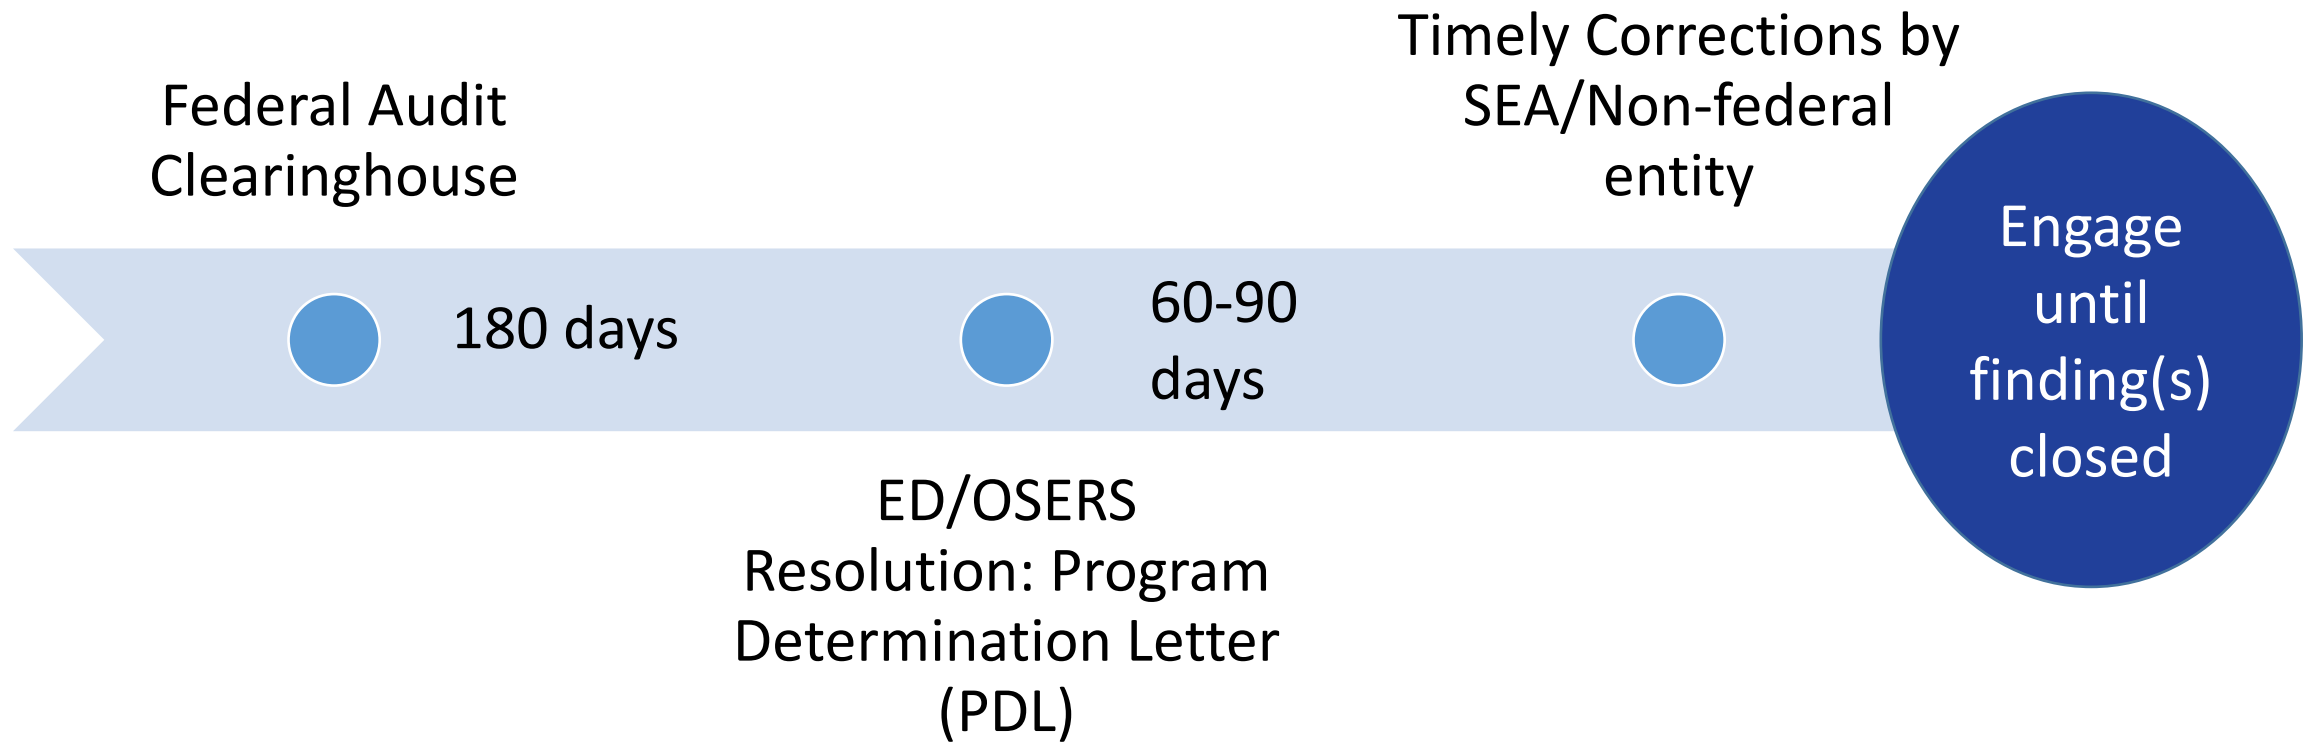 Federal Audit
Clearinghouse
180 days
ED/OSERS
Resolution: Program
Determination Letter
(PDL)
60-90
days
Timely Corrections by
SEA/Non-federal
entity
Engage
until
finding(s)
closed